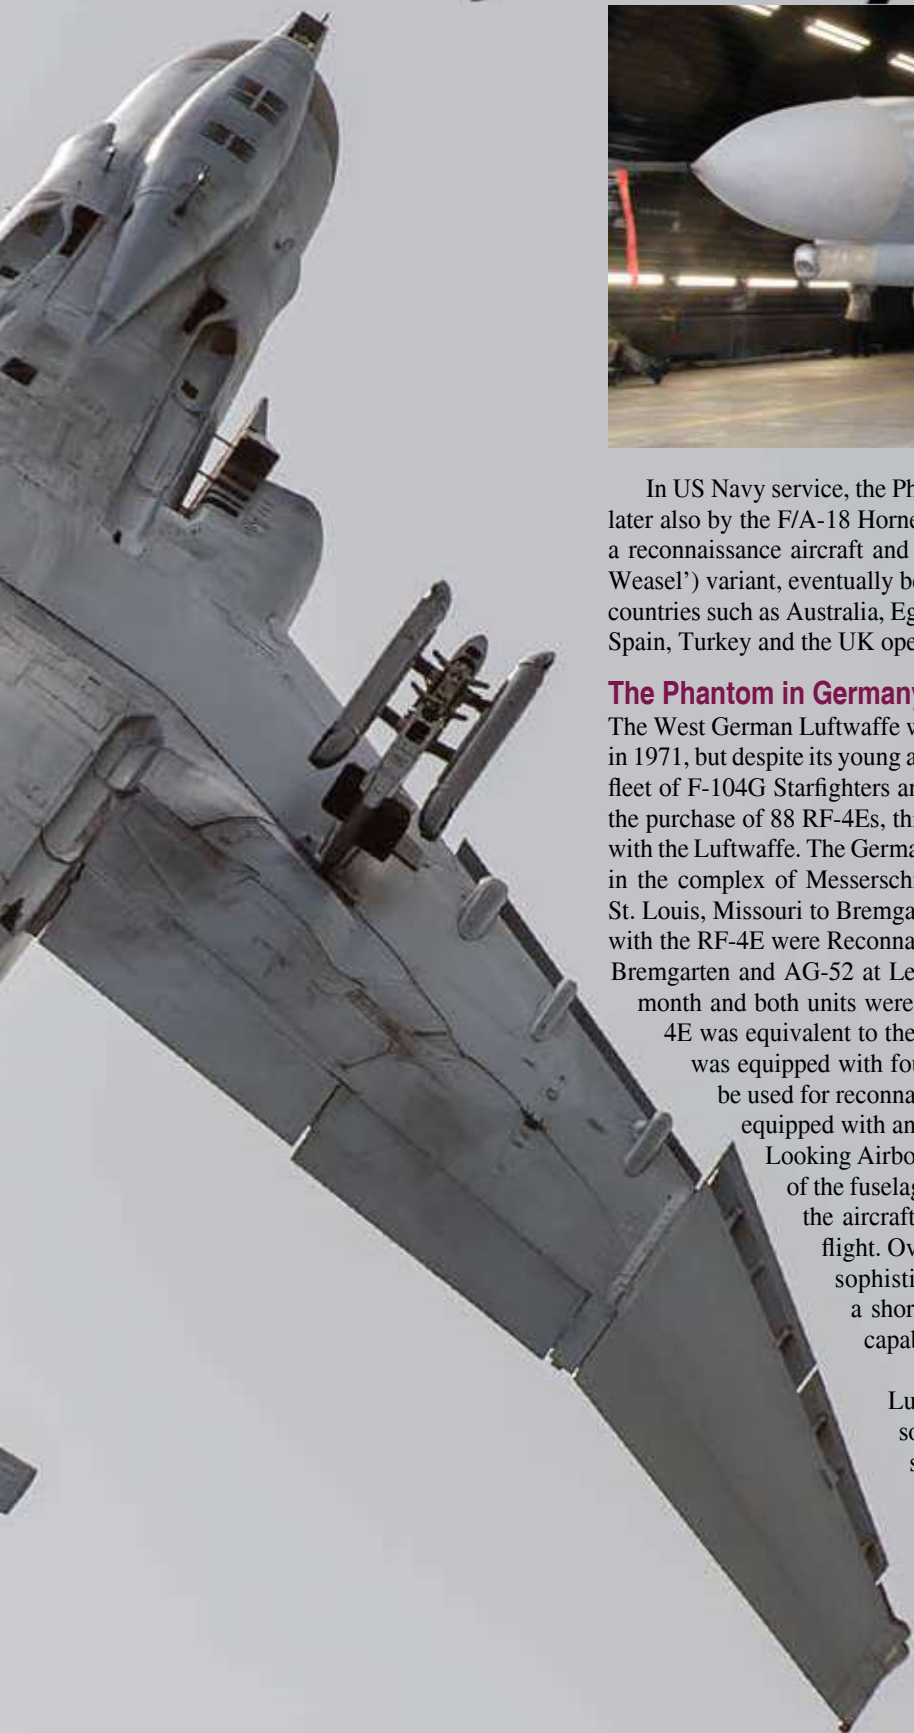 In US Navy service, the Ph
later also by the F/A-18 Horne
a reconnaissance aircraft and
Weasel’) variant, eventually be
countries such as Australia, Eg
Spain, Turkey and the UK ope
The Phantom in Germany
The West German Luftwaffe w
in 1971, but despite its young a
fleet of F-104G Starfighters an
the purchase of 88 RF-4Es, th
with the Luftwaffe. The Germa
in the complex of Messersch
St. Louis, Missouri to Bremga
with the RF-4E were Reconna
Bremgarten and AG-52 at Le
month and both units were
4E was equivalent to the
was equipped with fou
be used for reconna
equipped with an
Looking Airbo
of the fuselag
the aircraft
flight. Ov
sophisti
a shor
capab
Lu
so
s